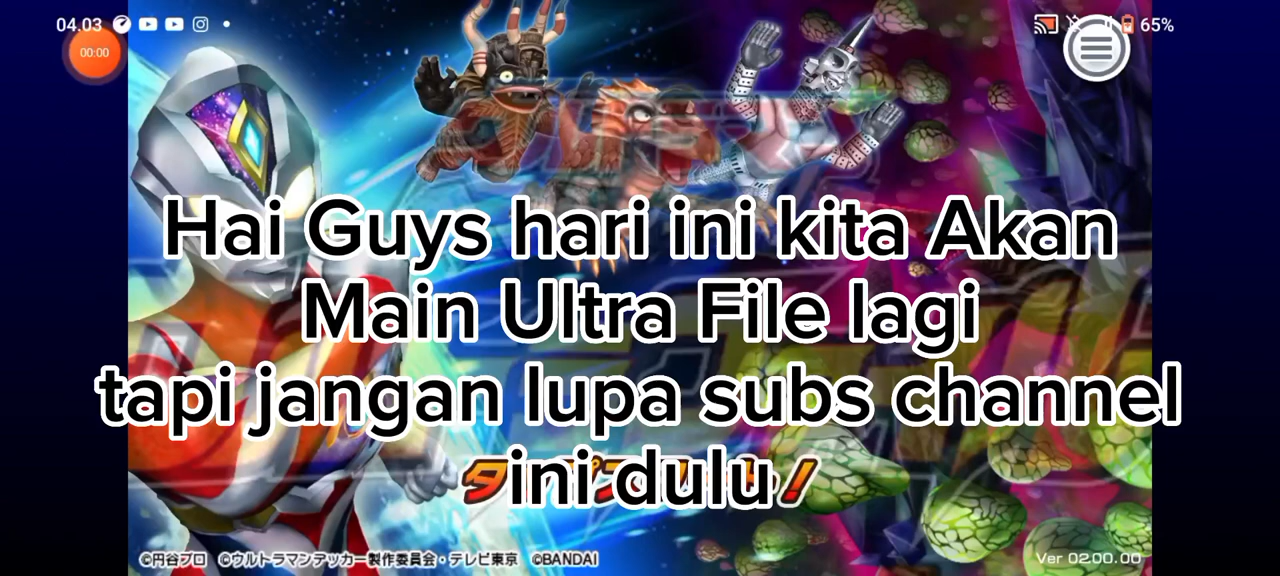 04.03
65%
00:00
Hai Guys hari ini kita Akan
Main Ultra File lagi
tapi jangan lupa subs channel
ini dulu
©円谷プロ ©ウルトラマンデッカー製作委員会・テレビ東京 ©BANDAI
Ver 02.00.00